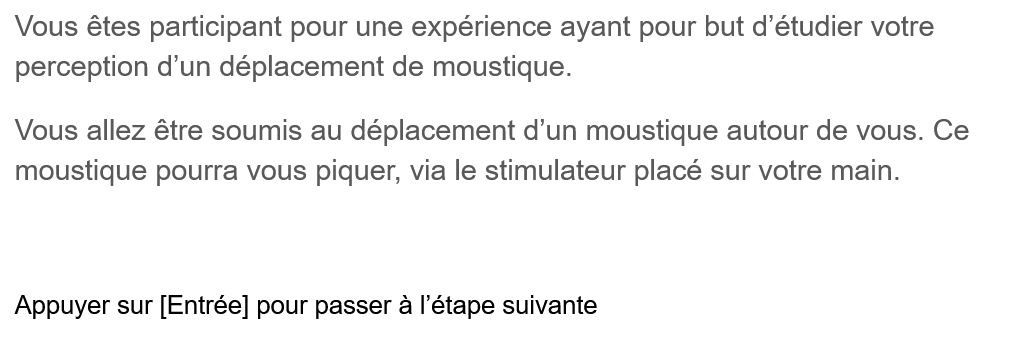 Vous êtes participant pour une expérience ayant pour but d’étudier votre
perception d’un déplacement de moustique.
Vous allez être soumis au déplacement d’un moustique autour de vous. Ce
moustique pourra vous piquer, via le stimulateur placé sur votre main.
Appuyer sur [Entrée] pour passer à l’étape suivante